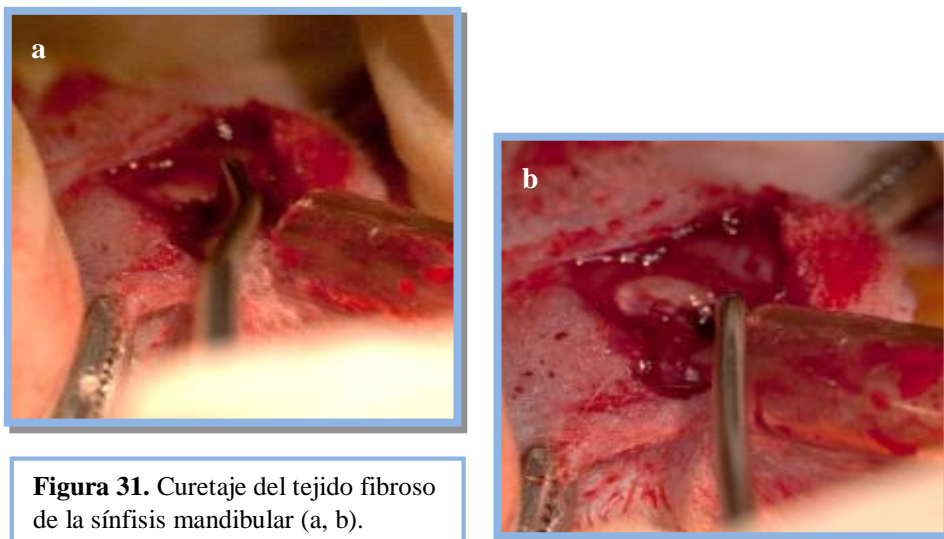 a
b
Figura 31. Curetaje del tejido fibroso
de la sínfisis mandibular (a, b).